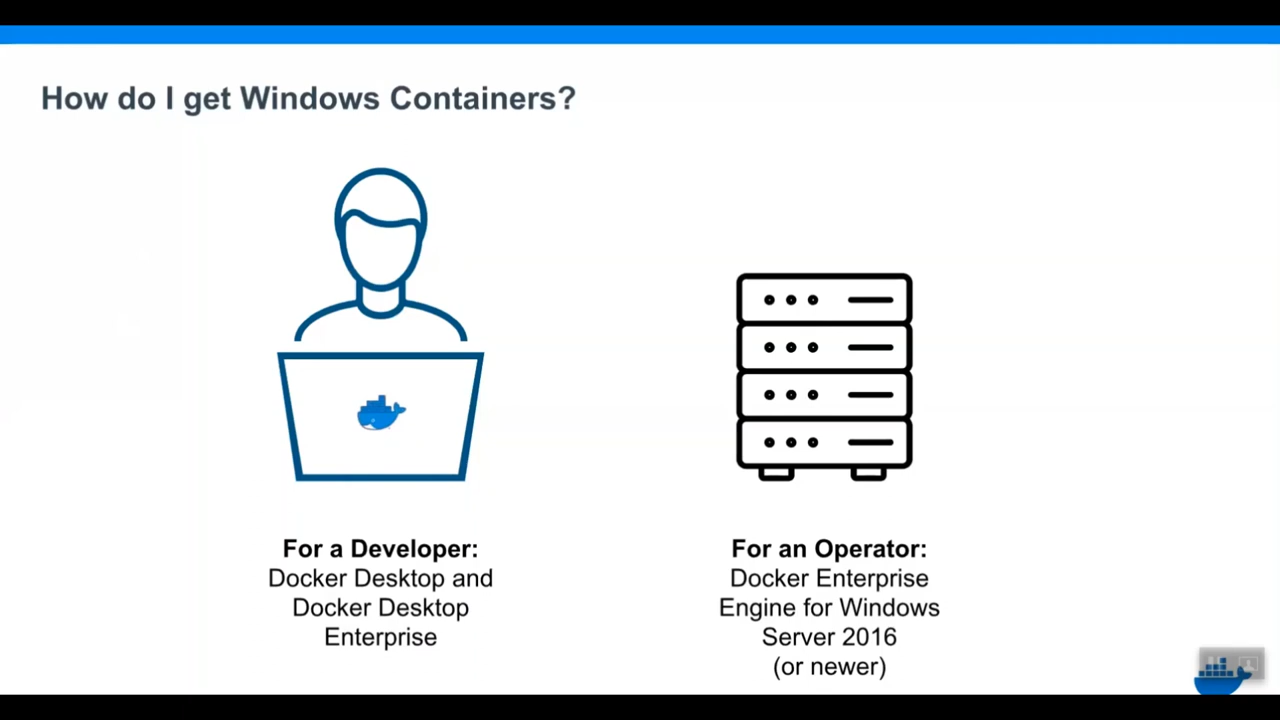 How do I get Windows Containers?
For a Developer:
Docker Desktop and
Docker Desktop
Enterprise
For an Operator:
Docker Enterprise
Engine for Windows
Server 2016
(or newer)